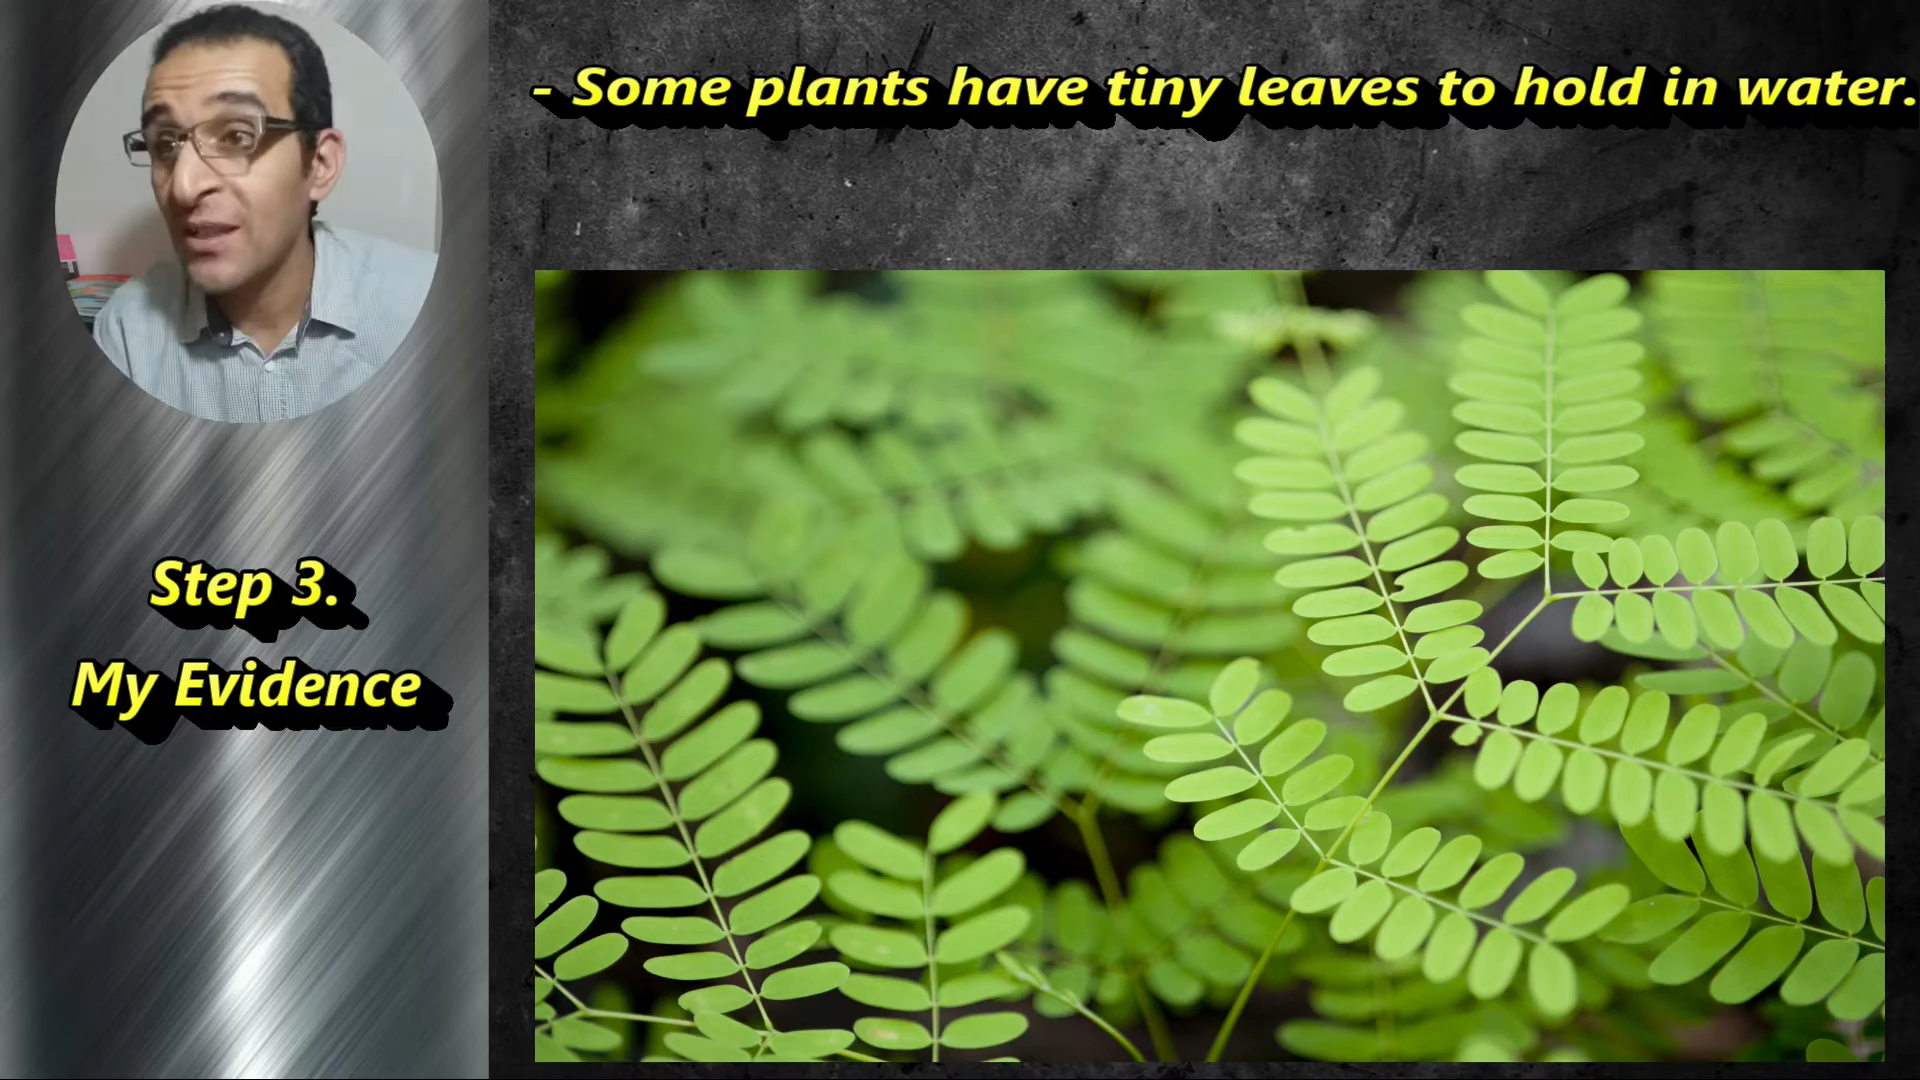 - Some plants have tiny leaves to hold in water.
Step 3.
My Evidence